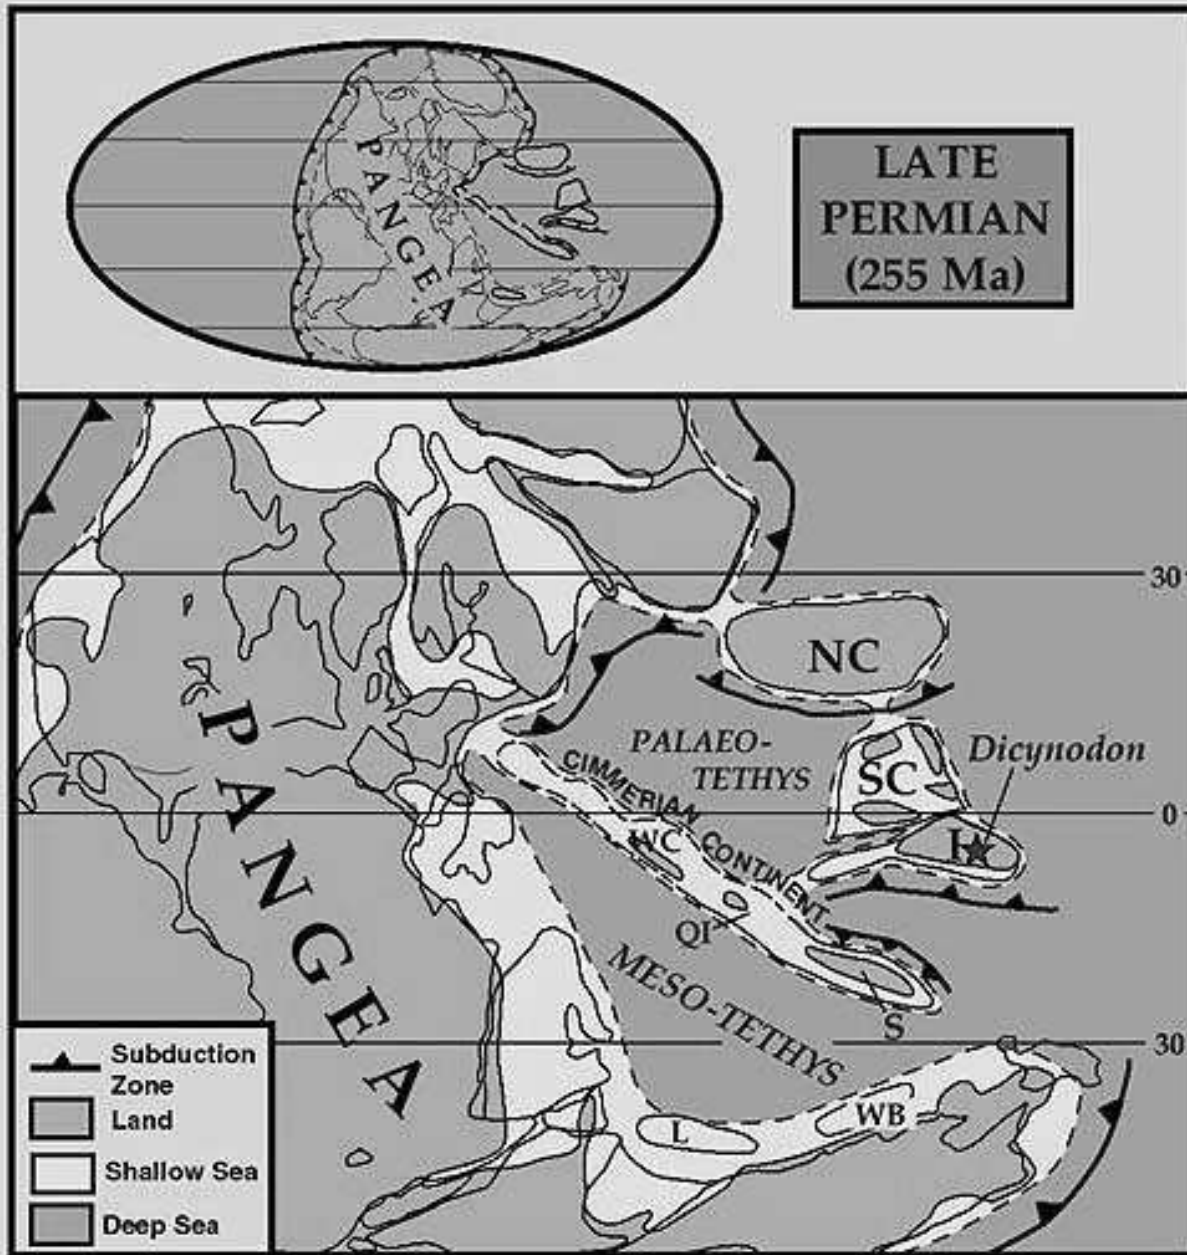 PANGEA
LATE
PERMIAN
(255 Ma)
30
NC
PALAEO-
TETHYS
Dicynodon
SC
CIMMERIAN CONTINENT
0
WC
I
QI
PANGEA
MESO-TETHYS
S
30
WB
L
Subduction
Zone
Land
Shallow Sea
Deep Sea